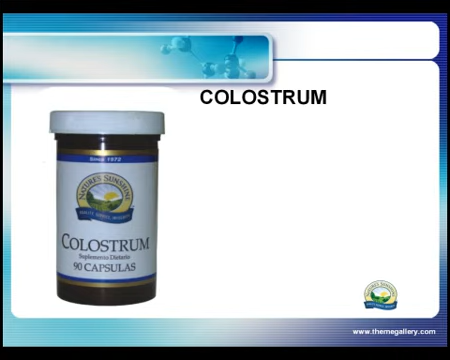 COLOSTRUM
Since 1972
NATURE'S SUNSHINE
COLOSTRUM
Suplemento Dietario
90 CAPSULAS
www.themegallery.com